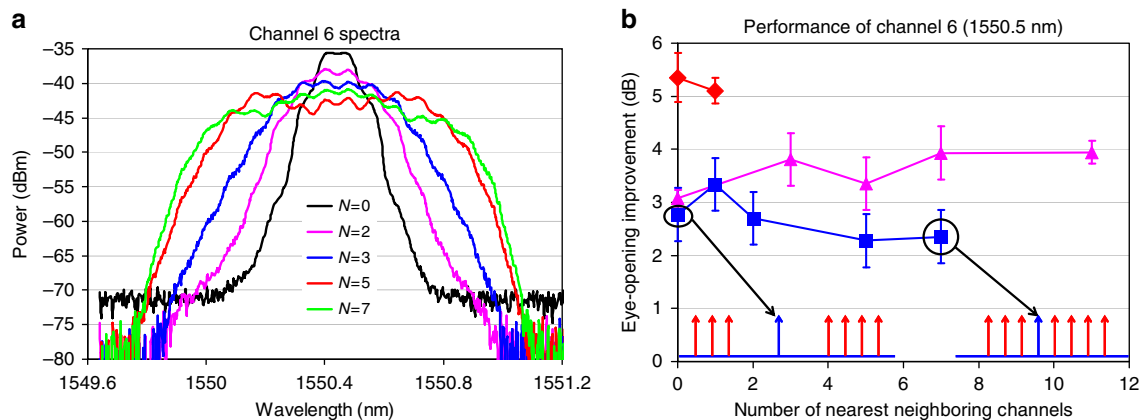 a
Channel 6 spectra
Power (dBm)
−35
−40
−45
−50
−55
−60
−65
−70
−75
−80
N=0
N=2
N=3
N=5
N=7
1549.6
1550
1550.4
1550.8
1551.2
Wavelength (nm)
b
Performance of channel 6 (1550.5 nm)
Eye-opening improvement (dB)
6
5
4
3
2
1
0
0
2
4
6
8
10
12
Number of nearest neighboring channels